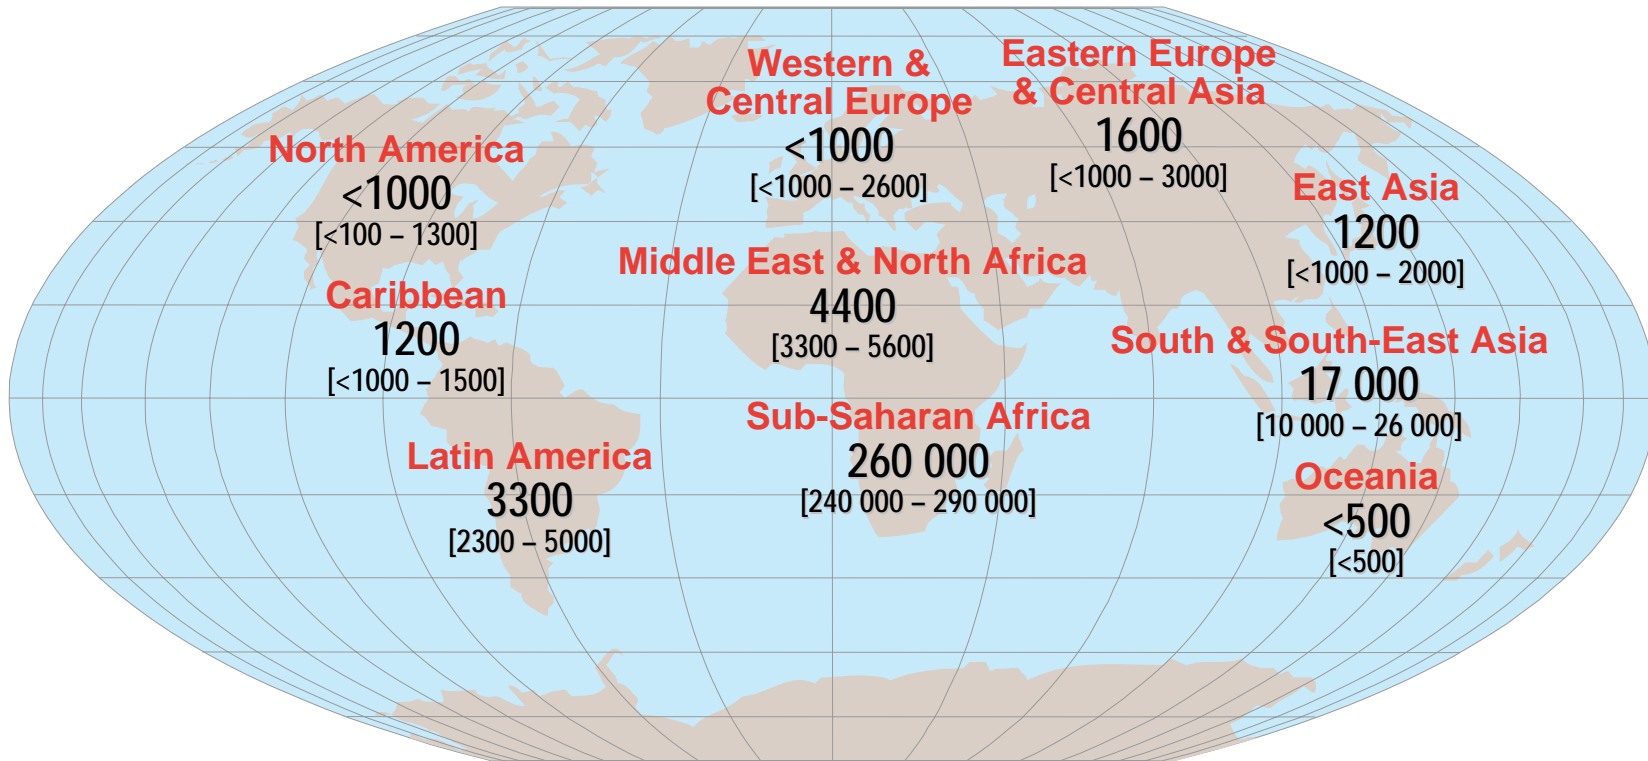 Western &
Central Europe
<1000
[<1000 – 2600]
Eastern Europe
& Central Asia
1600
[<1000 – 3000]
North America
<1000
[<100 – 1300]
East Asia
1200
[<1000 – 2000]
Middle East & North Africa
4400
[3300 – 5600]
Caribbean
1200
[<1000 – 1500]
South & South-East Asia
17 000
[10 000 – 26 000]
Sub-Saharan Africa
260 000
[240 000 – 290 000]
Latin America
3300
[2300 – 5000]
Oceania
<500
[<500]